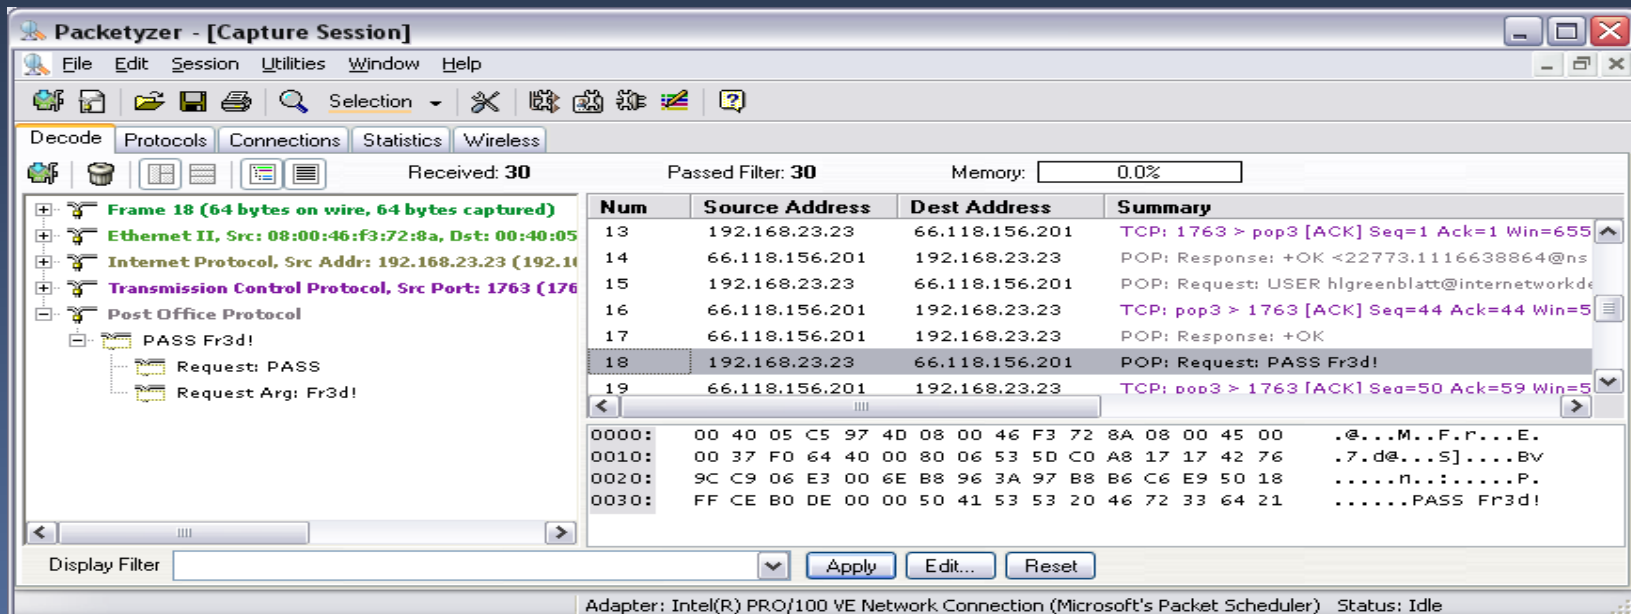 Packetyzer - [Capture Session]
File Edit Session Utilities Window Help
Selection
Decode Protocols Connections Statistics Wireless
Received: 30 Passed Filter: 30 Memory: 0.0%
Frame 18 (64 bytes on wire, 64 bytes captured)
Ethernet II, Src: 08:00:46:f3:72:8a, Dst: 00:40:05
Internet Protocol, Src Addr: 192.168.23.23 (192.16
Transmission Control Protocol, Src Port: 1763 (176
Post Office Protocol
PASS Fr3d!
Request: PASS
Request Arg: Fr3d!
Num Source Address Dest Address Summary
13 192.168.23.23 66.118.156.201 TCP: 1763 > pop3 [ACK] Seq=1 Ack=1 Win=655
14 66.118.156.201 192.168.23.23 POP: Response: +OK <22773.1116638864@ns
15 192.168.23.23 66.118.156.201 POP: Request: USER hlgreenblatt@internetworkde
16 66.118.156.201 192.168.23.23 TCP: pop3 > 1763 [ACK] Seq=44 Ack=44 Win=5
17 66.118.156.201 192.168.23.23 POP: Response: +OK
18 192.168.23.23 66.118.156.201 POP: Request: PASS Fr3d!
19 66.118.156.201 192.168.23.23 TCP: pop3 > 1763 [ACK] Seq=50 Ack=59 Win=5
0000: 00 40 05 C5 97 4D 08 00 46 F3 72 8A 08 00 45 00 .@...M..F.r...E.
0010: 00 37 F0 64 40 00 80 06 53 5D C0 A8 17 17 42 76 .7.d@...S]....Bv
0020: 9C C9 06 E3 00 6E B8 96 3A 97 B8 B6 C6 E9 50 18 .....n..:.....P.
0030: FF CE B0 DE 00 00 50 41 53 53 20 46 72 33 64 21 ......PASS Fr3d!
Display Filter Apply Edit... Reset
Adapter: Intel(R) PRO/100 VE Network Connection (Microsoft's Packet Scheduler) Status: Idle